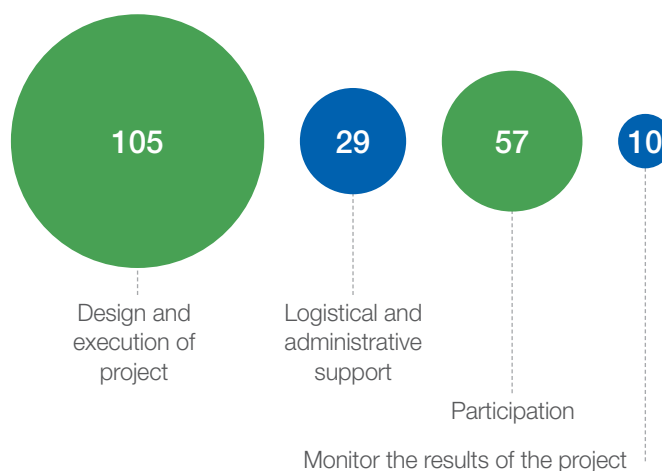 105
29
57
10
Design and
execution of
project
Logistical and
administrative
support
Participation
Monitor the results of the project